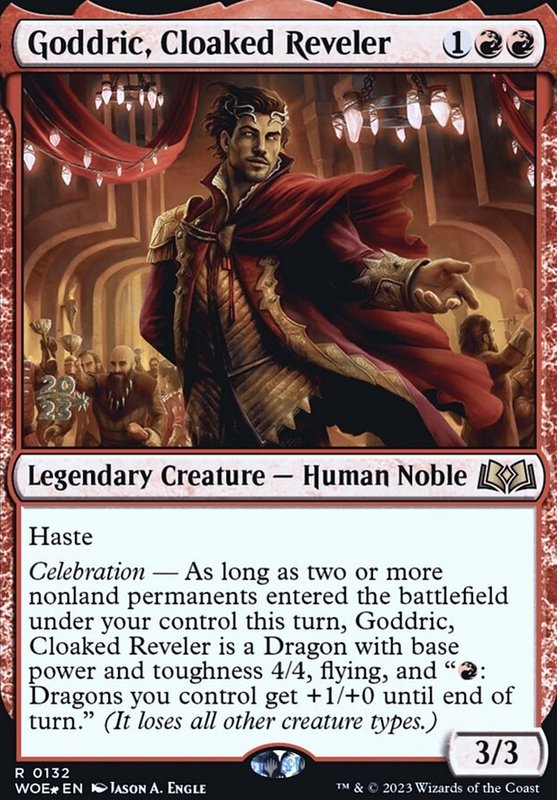 Goddric, Cloaked Reveler 1
20
23*
Legendary Creature — Human Noble
Haste
Celebration — As long as two or more
nonland permanents entered the battlefield
under your control this turn, Goddric,
Cloaked Reveler is a Dragon with base
power and toughness 4/4, flying, and “:
Dragons you control get +1/+0 until end of
turn.” (It loses all other creature types.)
3/3
R 0132
WOE★EN Jason A. Engle
™ & © 2023 Wizards of the Coast